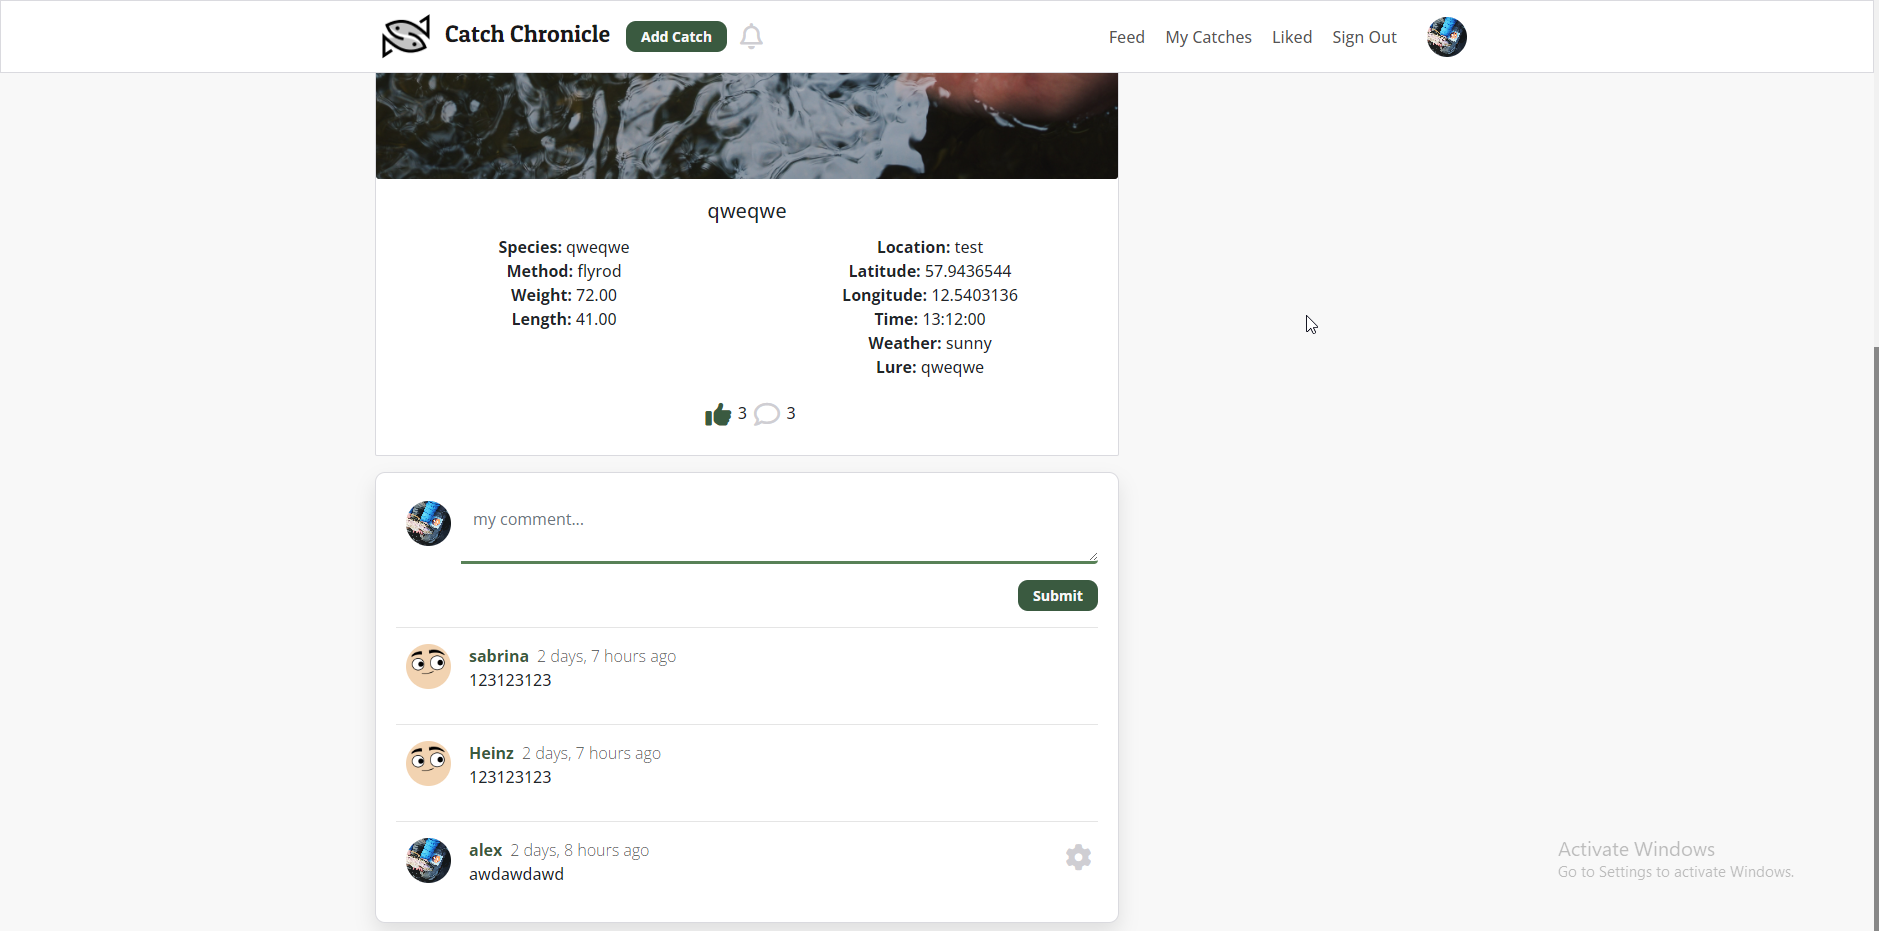 Catch Chronicle Add Catch Feed My Catches Liked Sign Out
qweqwe
Species: qweqwe
Method: flyrod
Weight: 72.00
Length: 41.00
Location: test
Latitude: 57.9436544
Longitude: 12.5403136
Time: 13:12:00
Weather: sunny
Lure: qweqwe
3 3
my comment...
Submit
sabrina 2 days, 7 hours ago
123123123
Heinz 2 days, 7 hours ago
123123123
alex 2 days, 8 hours ago
awdawdawd
Activate Windows
Go to Settings to activate Windows.